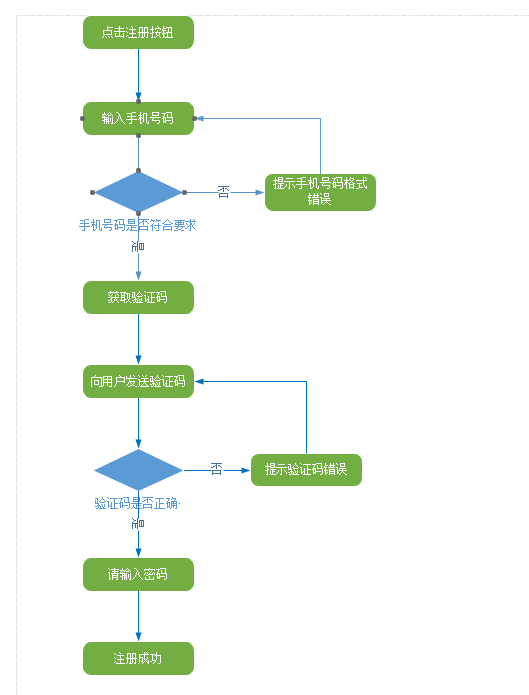 点击注册按钮
输入手机号码
否
提示手机号码格式
错误
手机号码是否符合要求
是
获取验证码
向用户发送验证码
否
提示验证码错误
验证码是否正确
是
请输入密码
注册成功